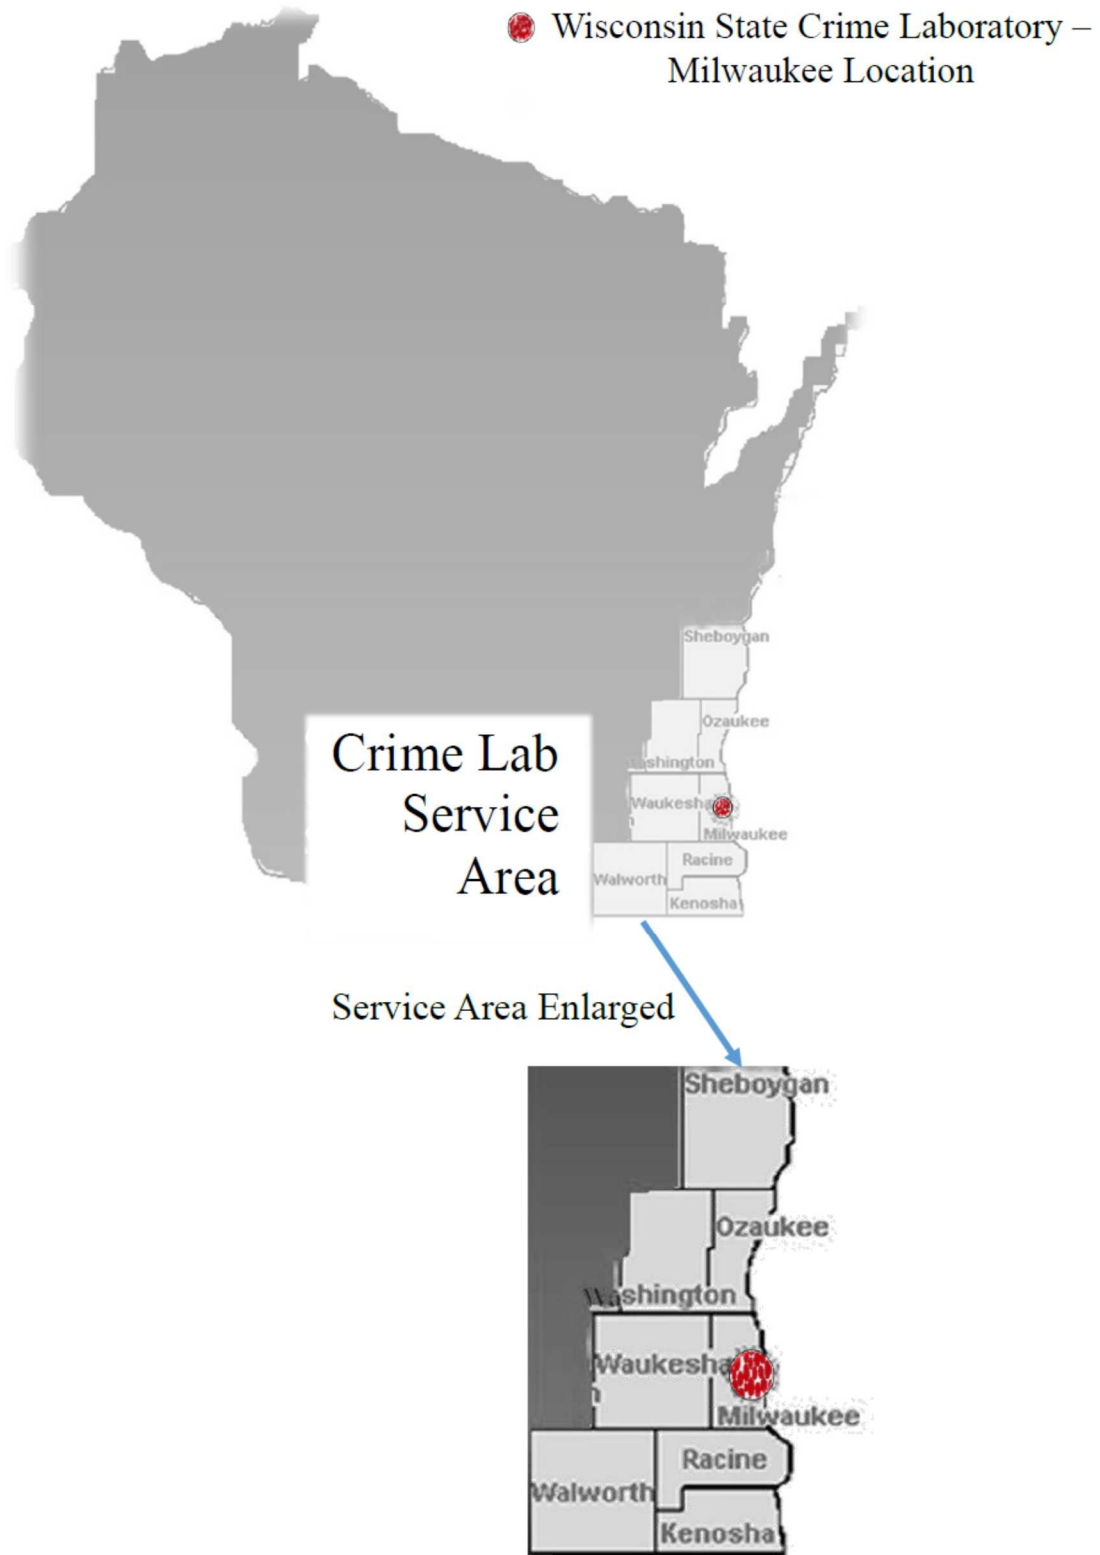 Wisconsin State Crime Laboratory –
Milwaukee Location
Sheboygan
Ozaukee
Washington
Waukesha
n
Milwaukee
Crime Lab
Service
Area
Racine
Walworth
Kenosha
Service Area Enlarged
Sheboygan
Ozaukee
Washington
Waukesha
n
Milwaukee
Racine
Walworth
Kenosha